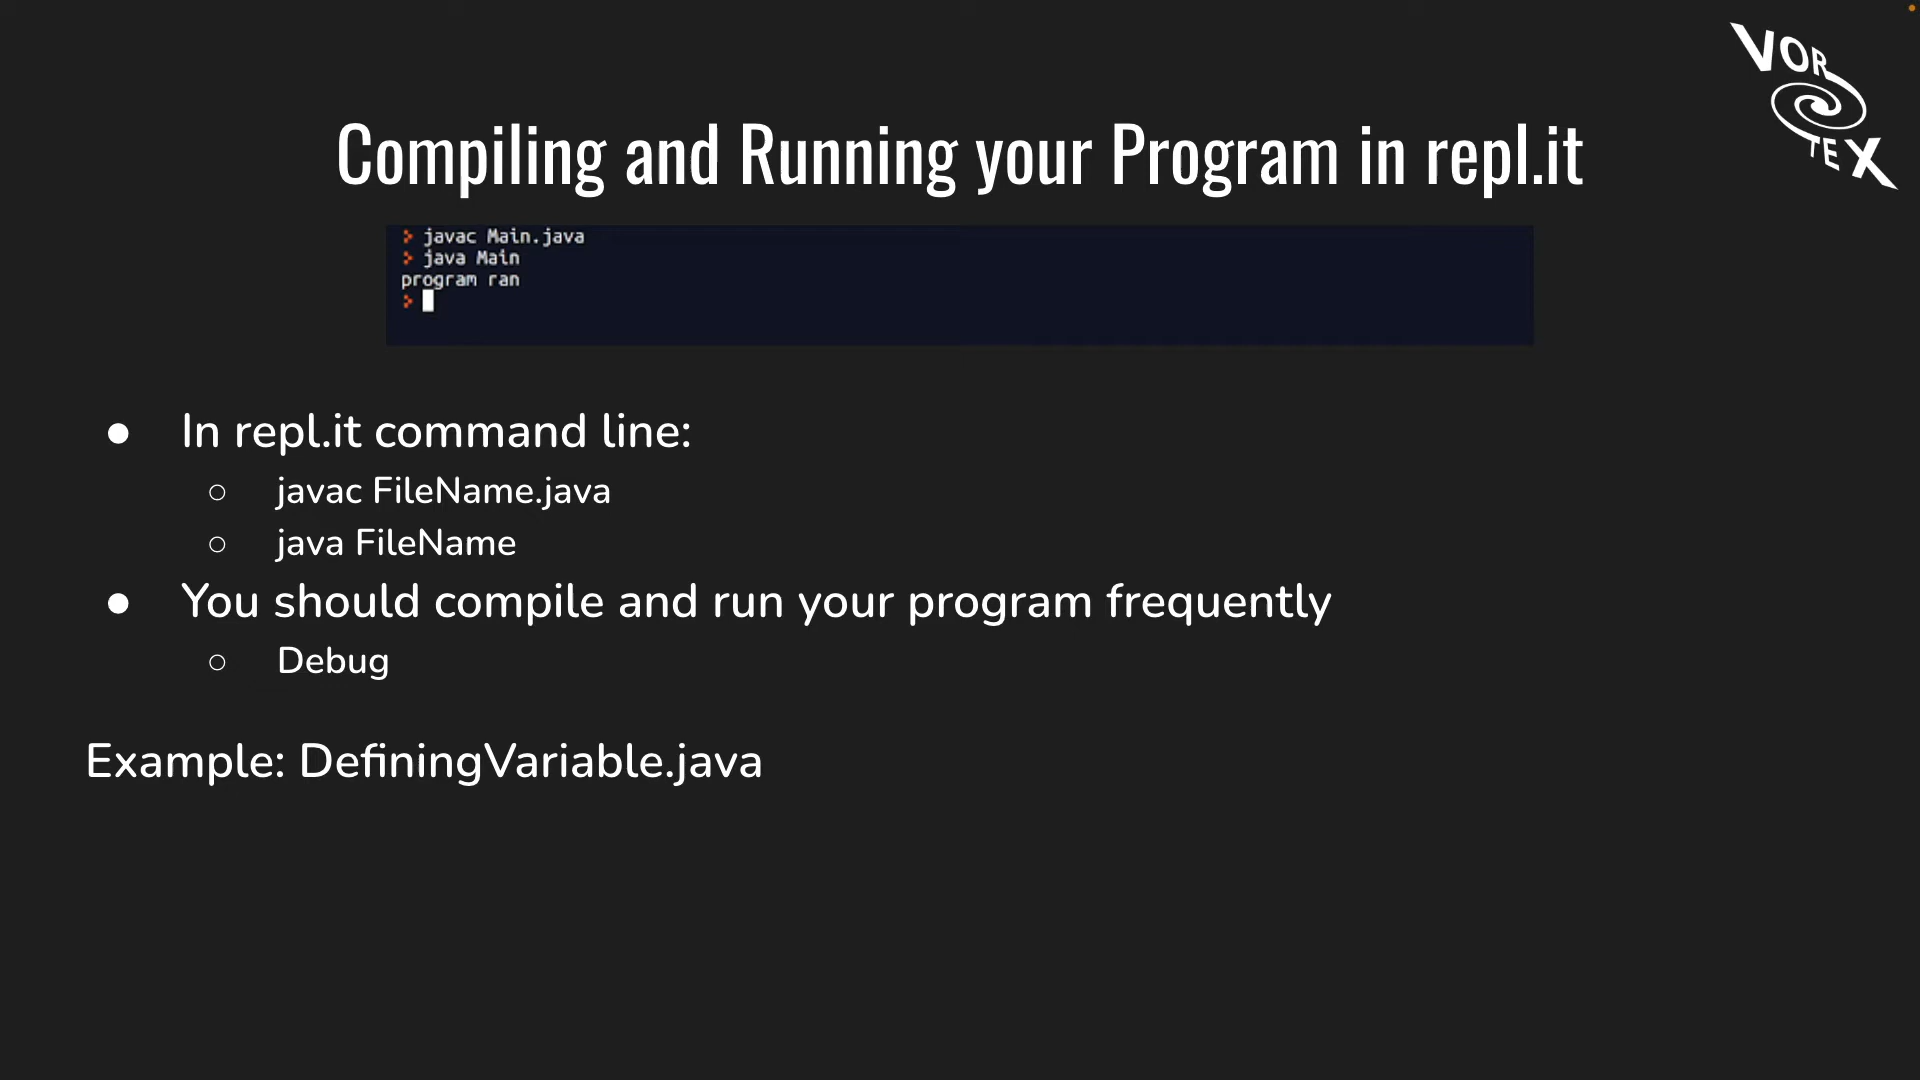 VORTEX
Compiling and Running your Program in repl.it
> javac Main.java
> java Main
program ran
>
● In repl.it command line:
○ javac FileName.java
○ java FileName
● You should compile and run your program frequently
○ Debug
Example: DefiningVariable.java